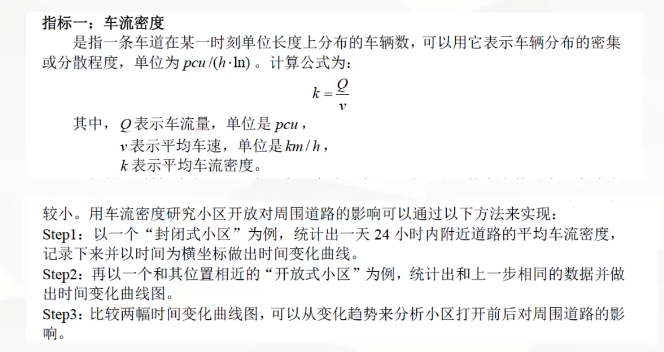 指标一：车流密度
是指一条车道在某一时刻单位长度上分布的车辆数，可以用它表示车辆分布的密集
或分散程度，单位为 pcu/(h·ln)。计算公式为：
k = Q/v
其中，Q 表示车流量，单位是 pcu，
v 表示平均车速，单位是 km/h，
k 表示平均车流密度。
较小。用车流密度研究小区开放对周围道路的影响可以通过以下方法来实现：
Step1：以一个“封闭式小区”为例，统计出一天 24 小时内附近道路的平均车流密度，
记录下来并以时间为横坐标做出时间变化曲线。
Step2：再以一个和其位置相近的“开放式小区”为例，统计出和上一步相同的数据并做
出时间变化曲线图。
Step3：比较两幅时间变化曲线图，可以从变化趋势来分析小区打开前后对周围道路的影
响。